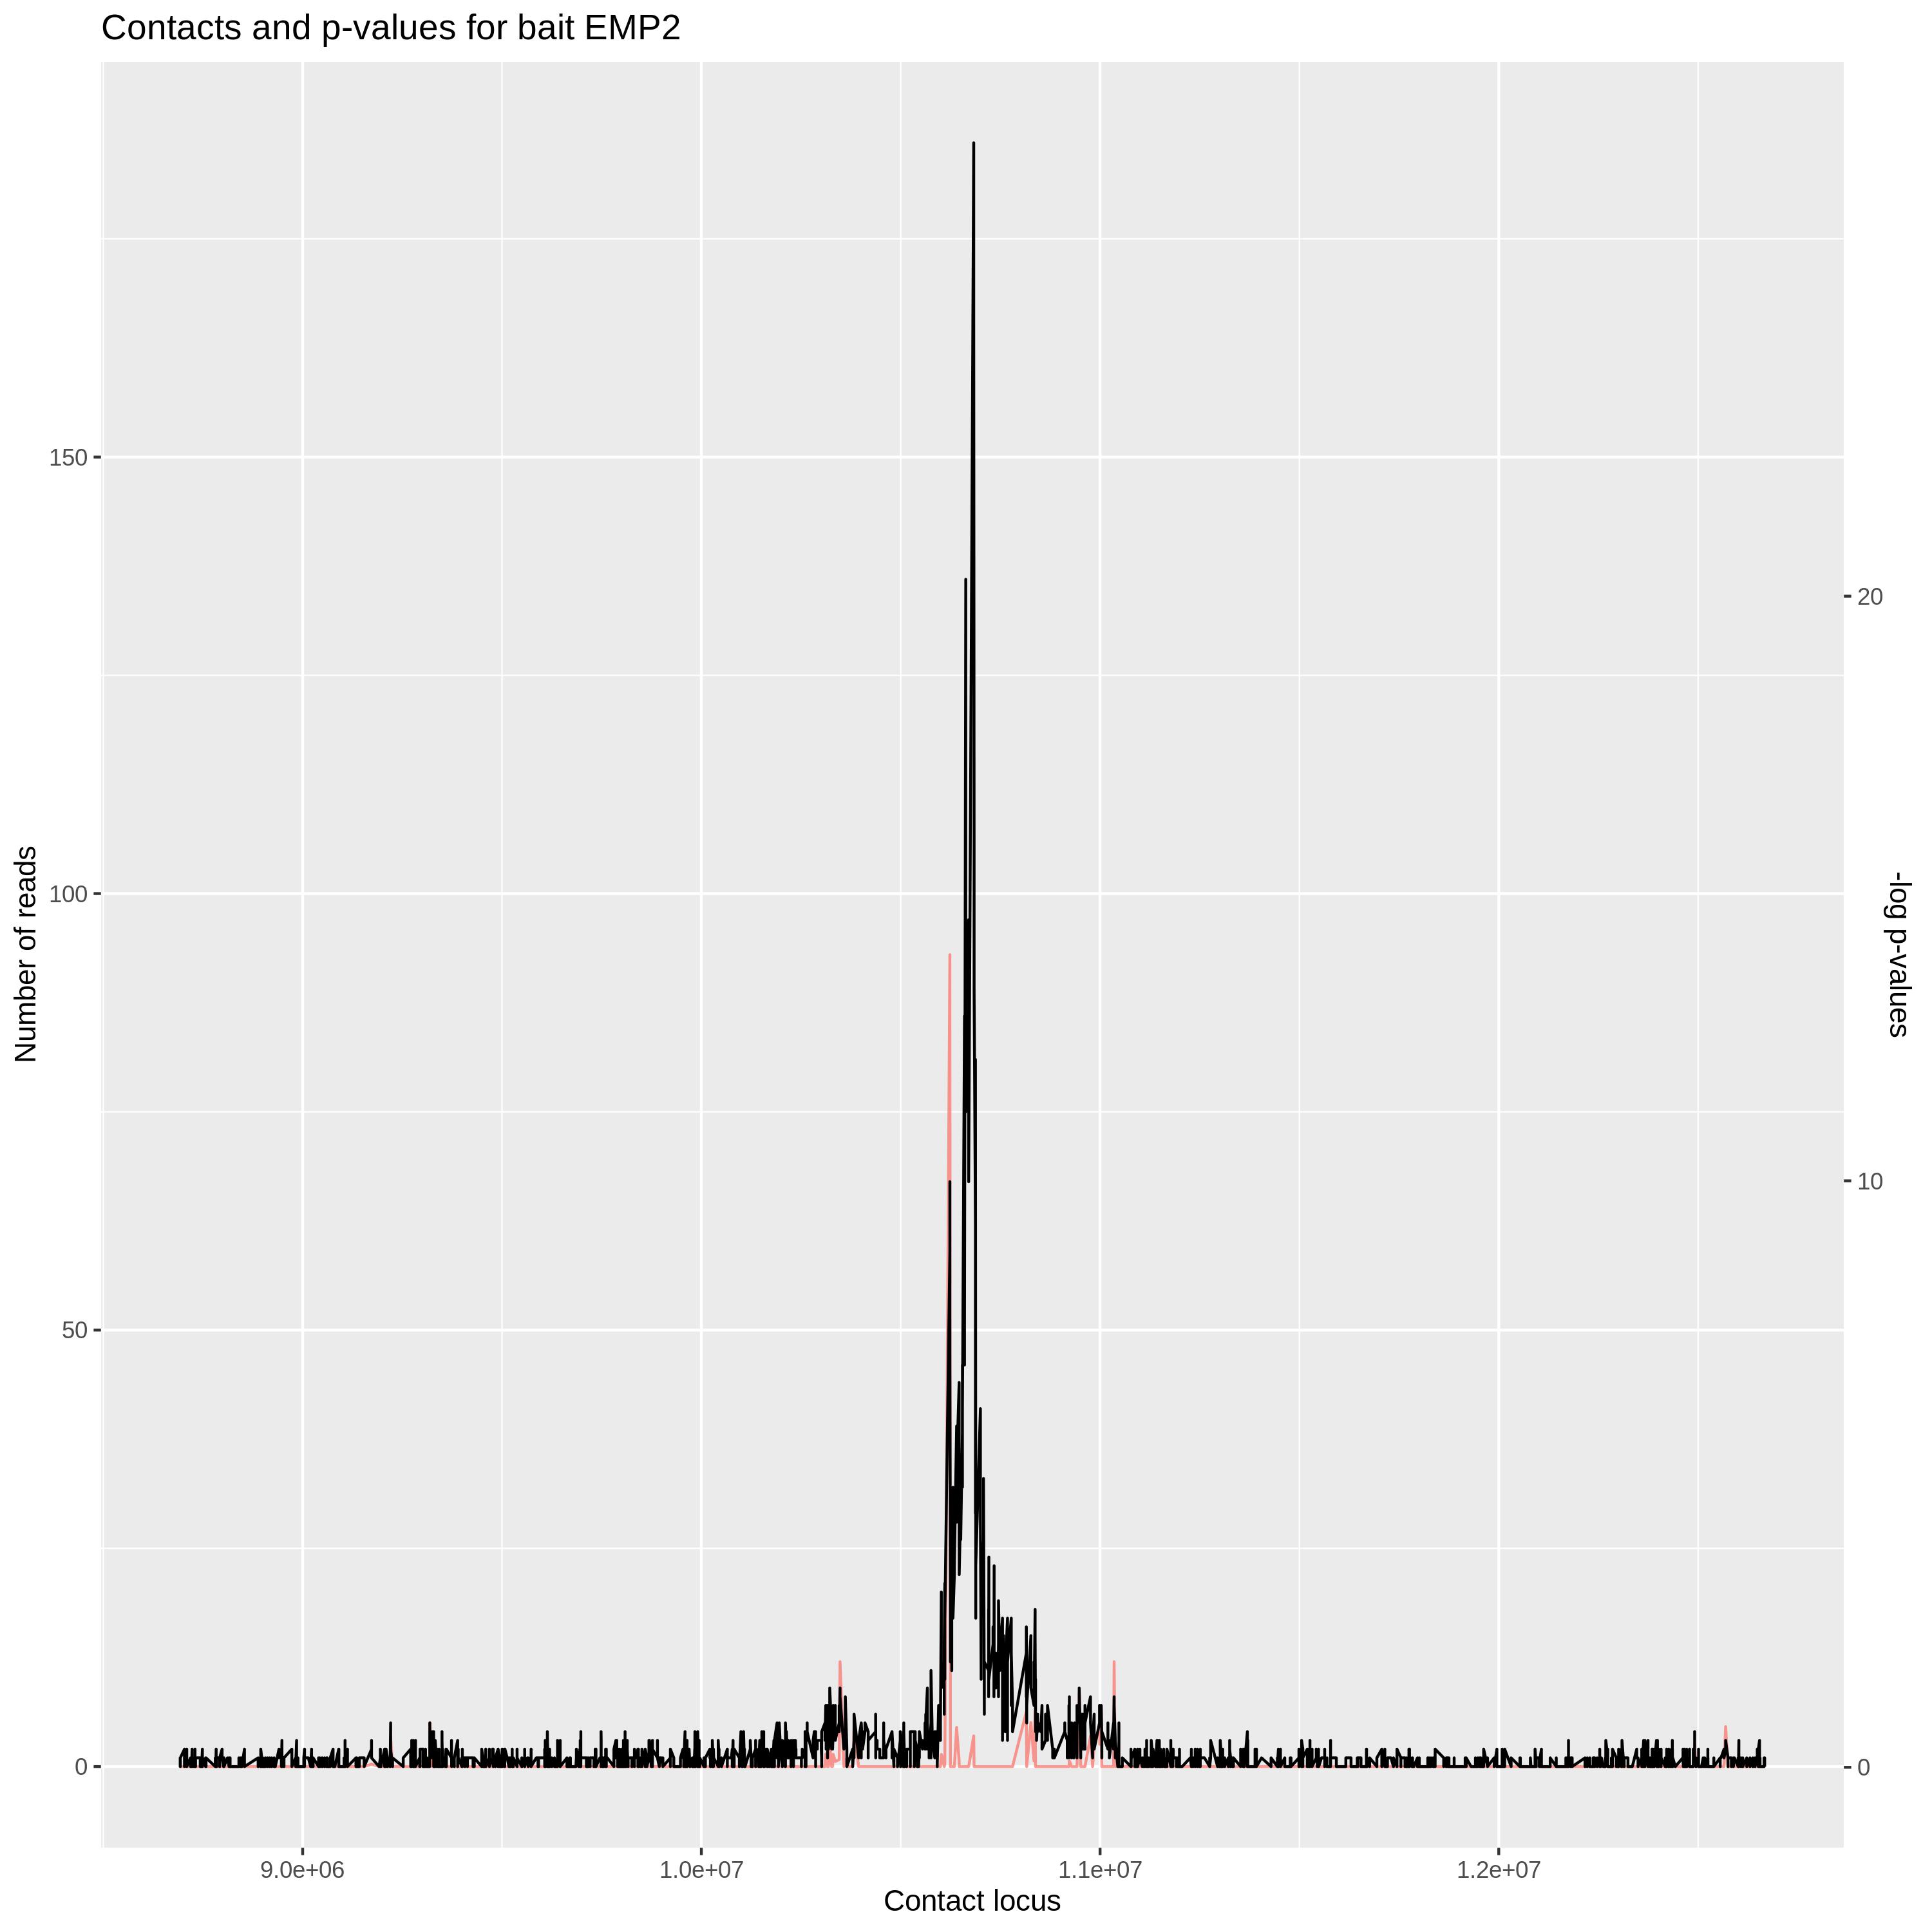 Contacts and p-values for bait EMP2
Number of reads
150
100
50
0
20
10
0
-log p-values
9.0e+06
1.0e+07
1.1e+07
1.2e+07
Contact locus